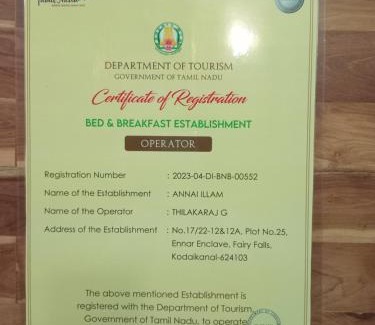 DEPARTMENT OF TOURISM
GOVERNMENT OF TAMIL NADU
Certificate of Registration
BED & BREAKFAST ESTABLISHMENT
OPERATOR
Registration Number : 2023-04-DI-BNB-00552
Name of the Establishment : ANNAI ILLAM
Name of the Operator : THILAKARAJ G
Address of the Establishment : No.17/22-12&12A, Plot No.25,
Ennar Enclave, Fairy Falls,
Kodaikanal-624103
The above mentioned Establishment is
registered with the Department of Tourism
Government of Tamil Nadu, to operate